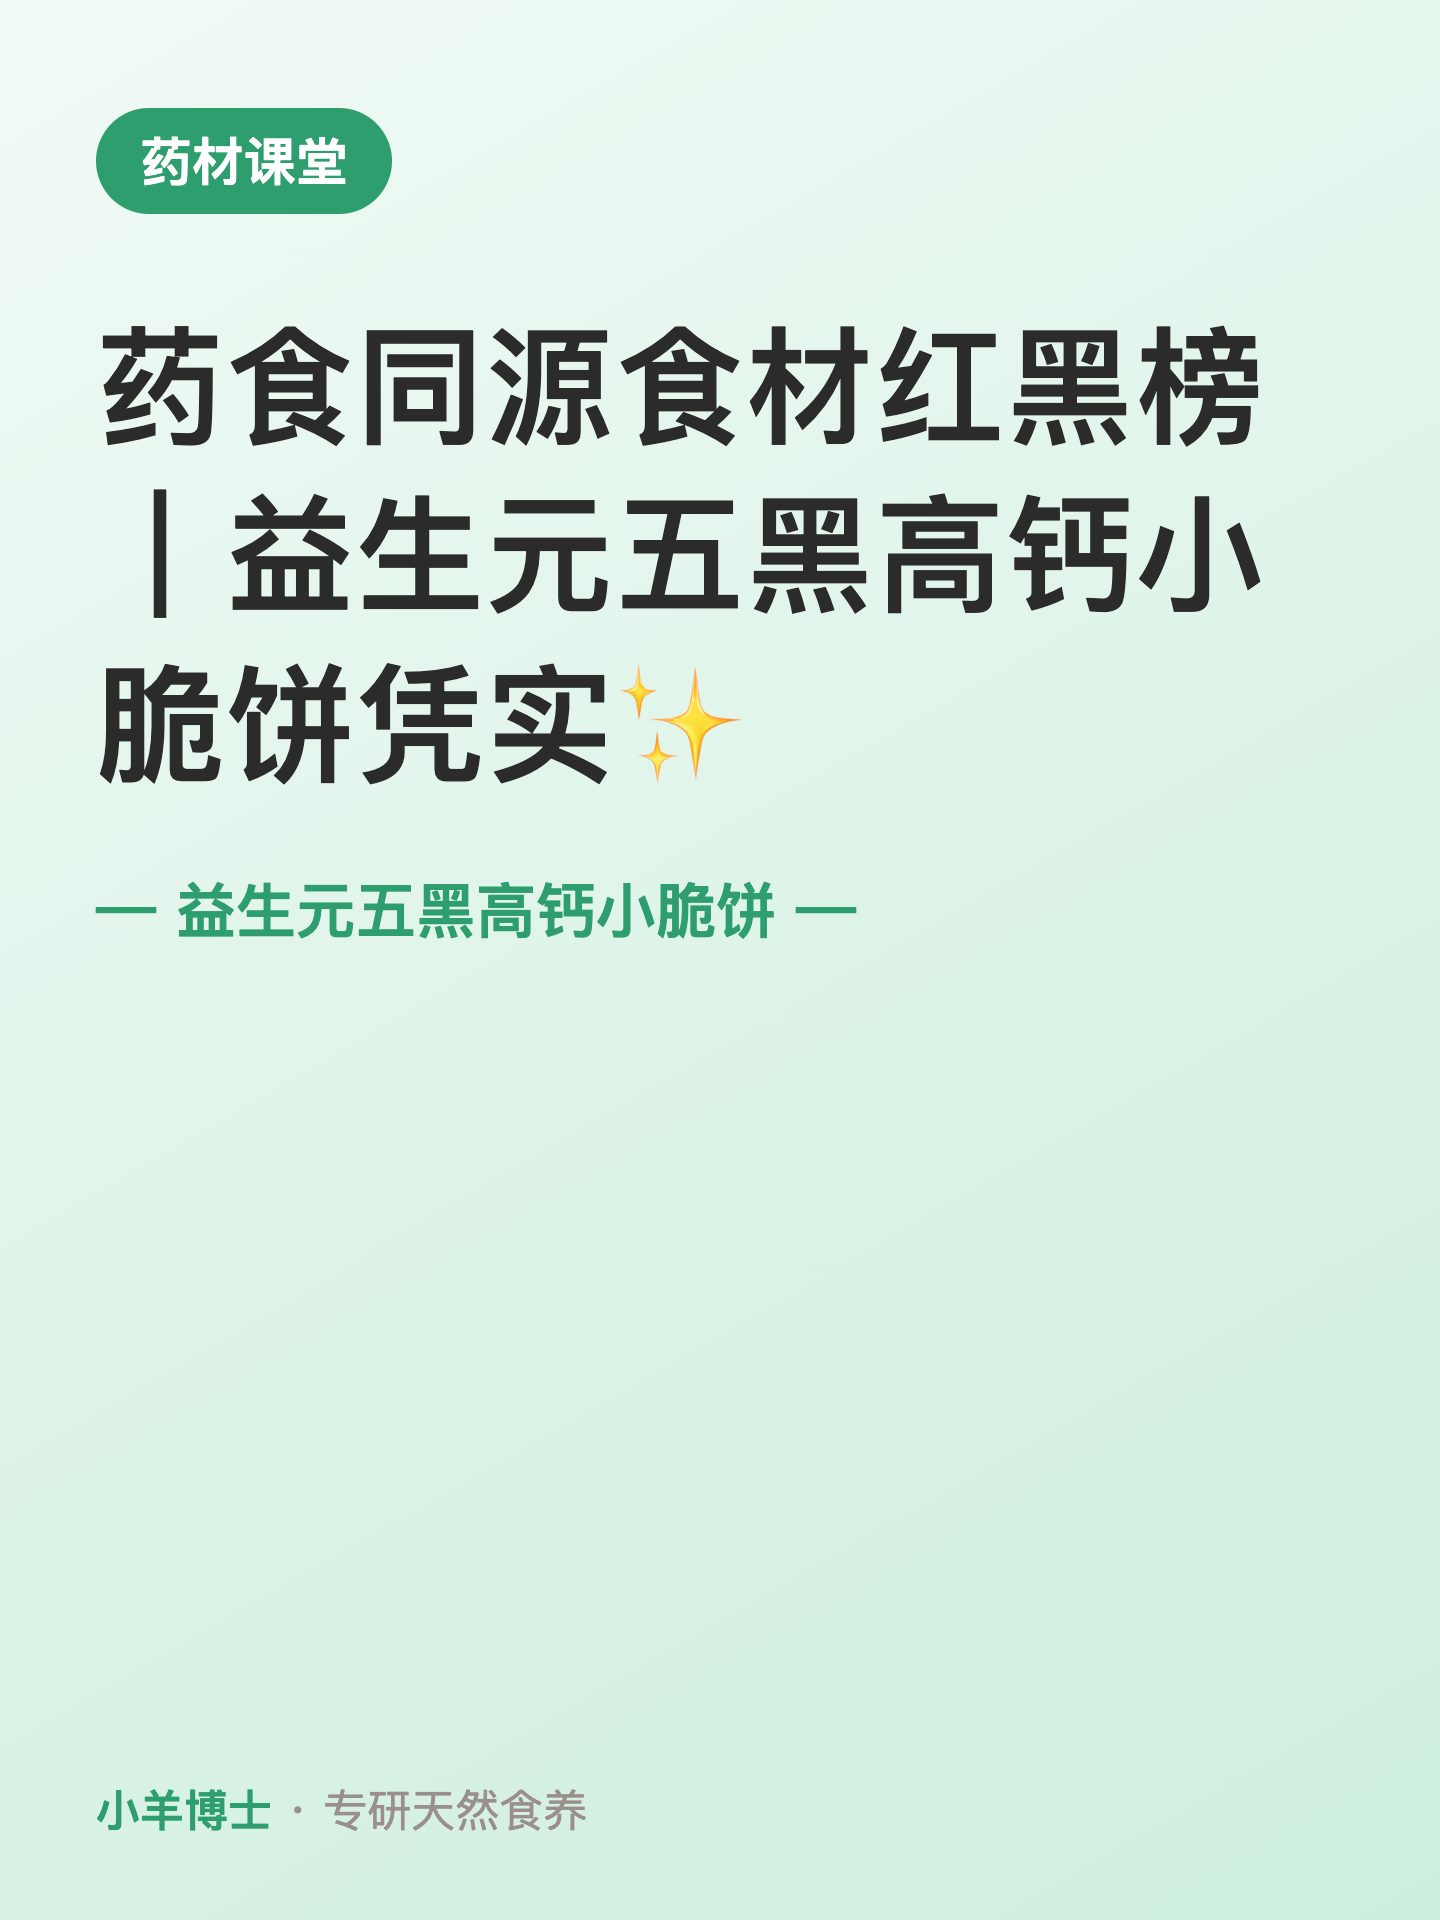 药材课堂
药食同源食材红黑榜
｜益生元五黑高钙小
脆饼凭实✨
— 益生元五黑高钙小脆饼 —
小羊博士 · 专研天然食养